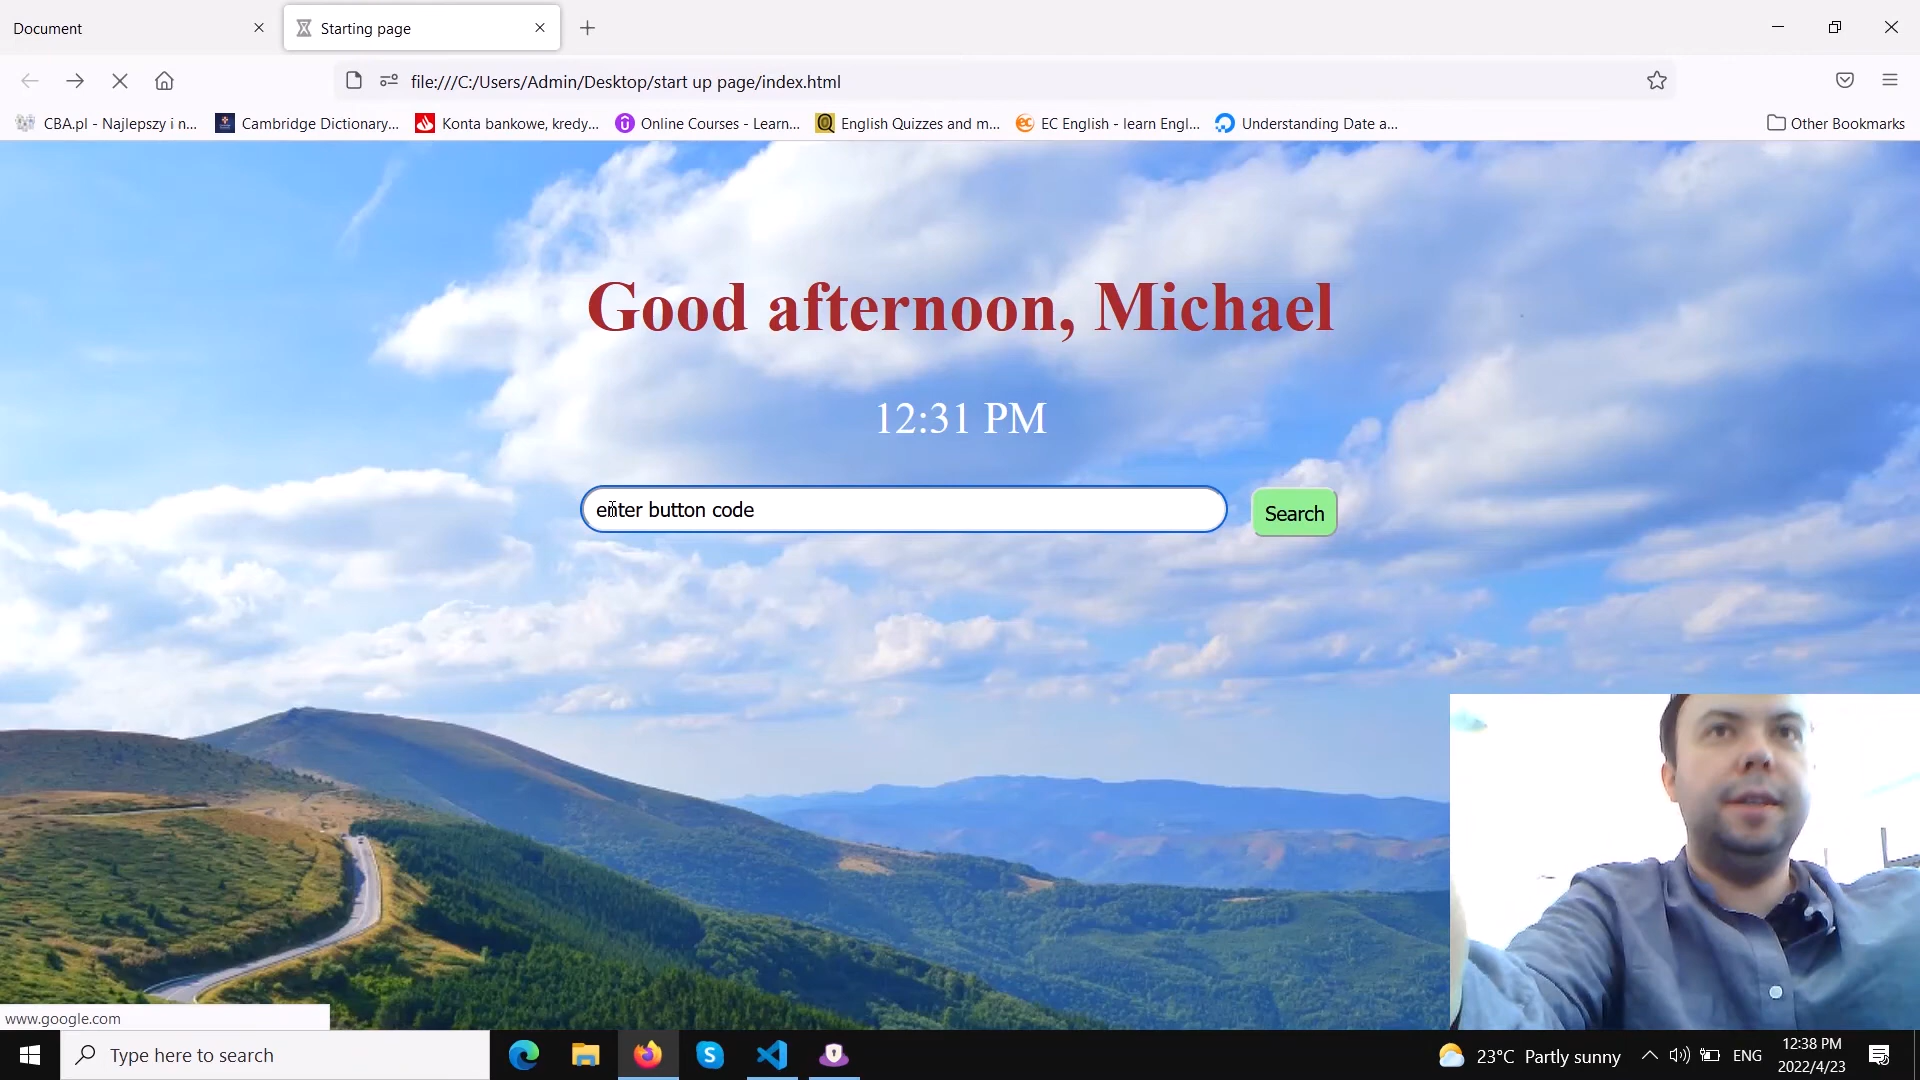 Document
Starting page
file:///C:/Users/Admin/Desktop/start up page/index.html
CBA.pl - Najlepszy i n...
Cambridge Dictionary...
Konta bankowe, kredy...
Online Courses - Learn...
English Quizzes and m...
EC English - learn Engl...
Understanding Date a...
Other Bookmarks
Good afternoon, Michael
12:31 PM
enter button code
Search
www.google.com
Type here to search
23°C Partly sunny
ENG
12:38 PM
2022/4/23